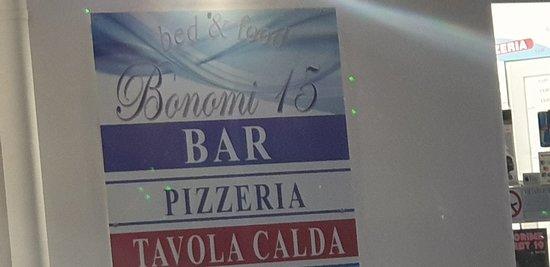 bed & food
Bonomi 15
BAR
PIZZERIA
TAVOLA CALDA